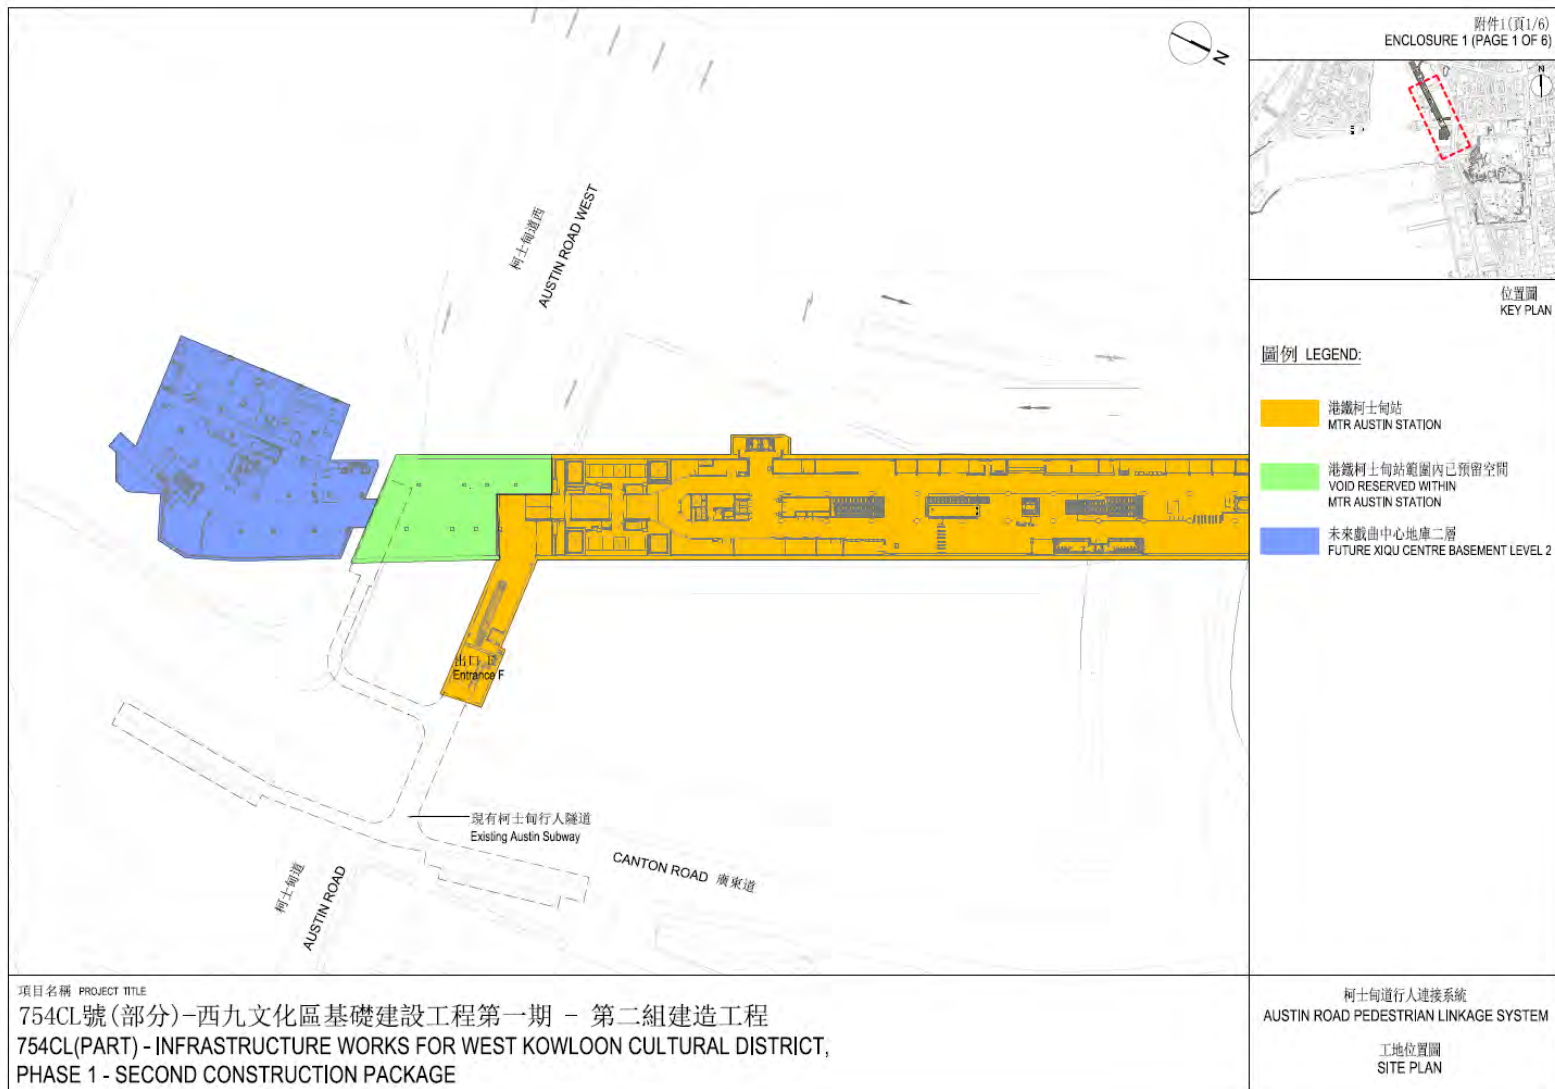 附件1(頁1/6)
ENCLOSURE 1 (PAGE 1 OF 6)
N
N
位置圖
KEY PLAN
圖例 LEGEND:
港鐵柯士甸站
MTR AUSTIN STATION
港鐵柯士甸站範圍內已預留空間
VOID RESERVED WITHIN
MTR AUSTIN STATION
未來戲曲中心地庫二層
FUTURE XIQU CENTRE BASEMENT LEVEL 2
柯士甸道西
AUSTIN ROAD WEST
出口 F
Entrance F
現有柯士甸行人隧道
Existing Austin Subway
CANTON ROAD 廣東道
柯士甸道
AUSTIN ROAD
項目名稱 PROJECT TITLE
754CL號(部分)-西九文化區基礎建設工程第一期 - 第二組建造工程
754CL(PART) - INFRASTRUCTURE WORKS FOR WEST KOWLOON CULTURAL DISTRICT,
PHASE 1 - SECOND CONSTRUCTION PACKAGE
柯士甸道行人連接系統
AUSTIN ROAD PEDESTRIAN LINKAGE SYSTEM
工地位置圖
SITE PLAN